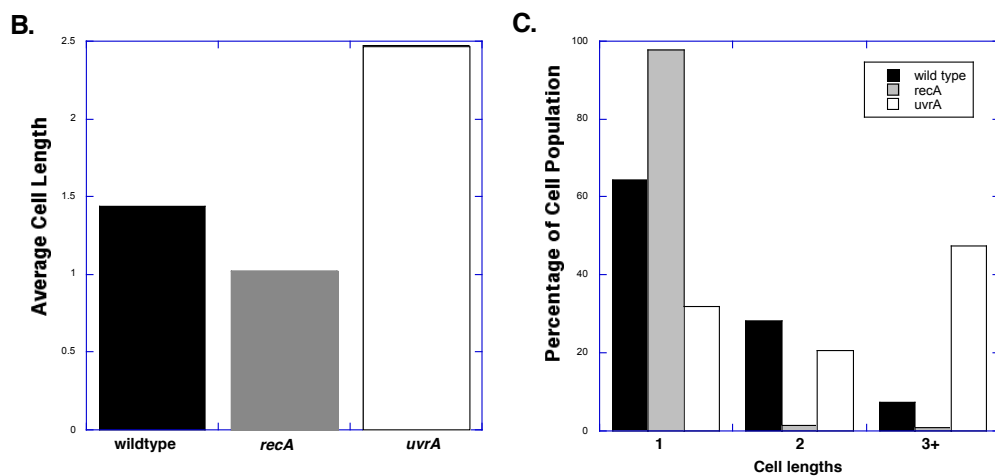 B.
Average Cell Length
2.5
2
1.5
1
0.5
0
wildtype recA uvrA
C.
Percentage of Cell Population
100
80
60
40
20
0
wild type
recA
uvrA
1 2 3+
Cell lengths